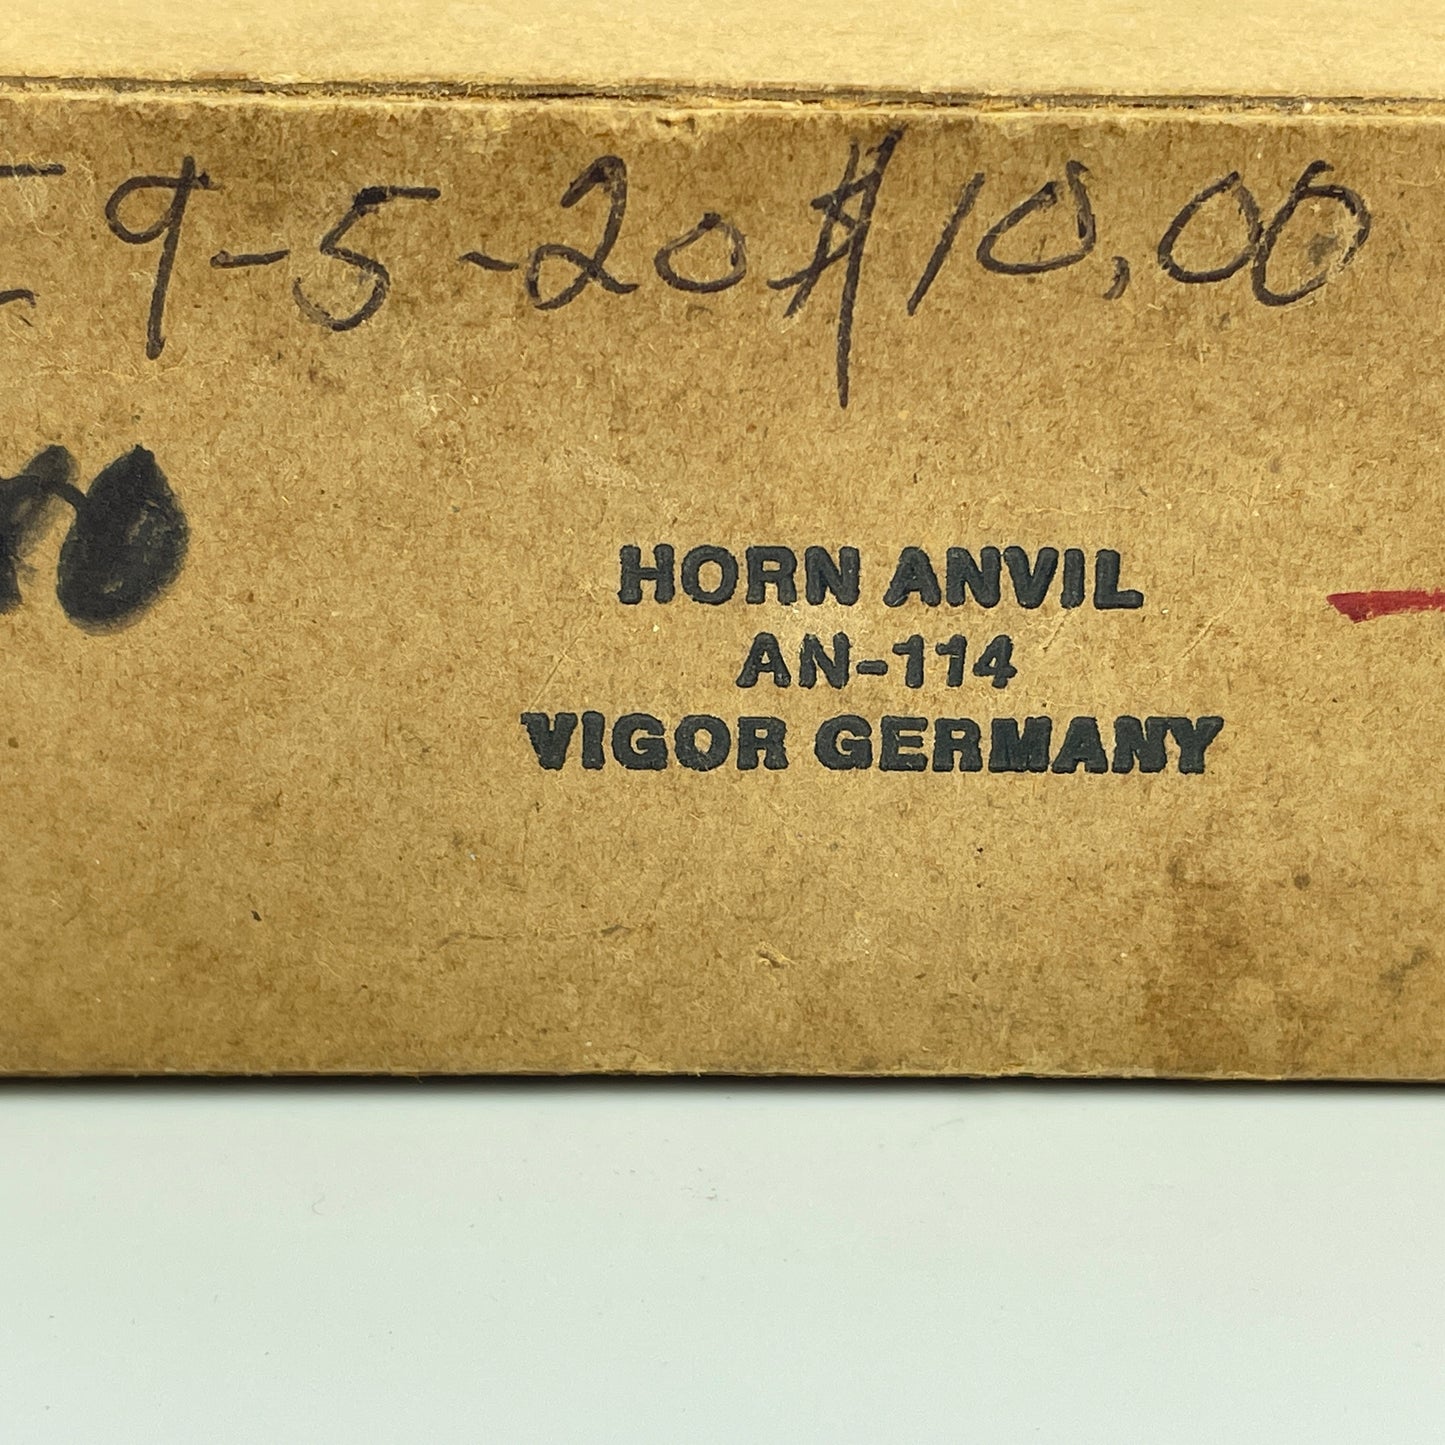 9-5-20 $10,00
HORN ANVIL
AN-114
VIGOR GERMANY